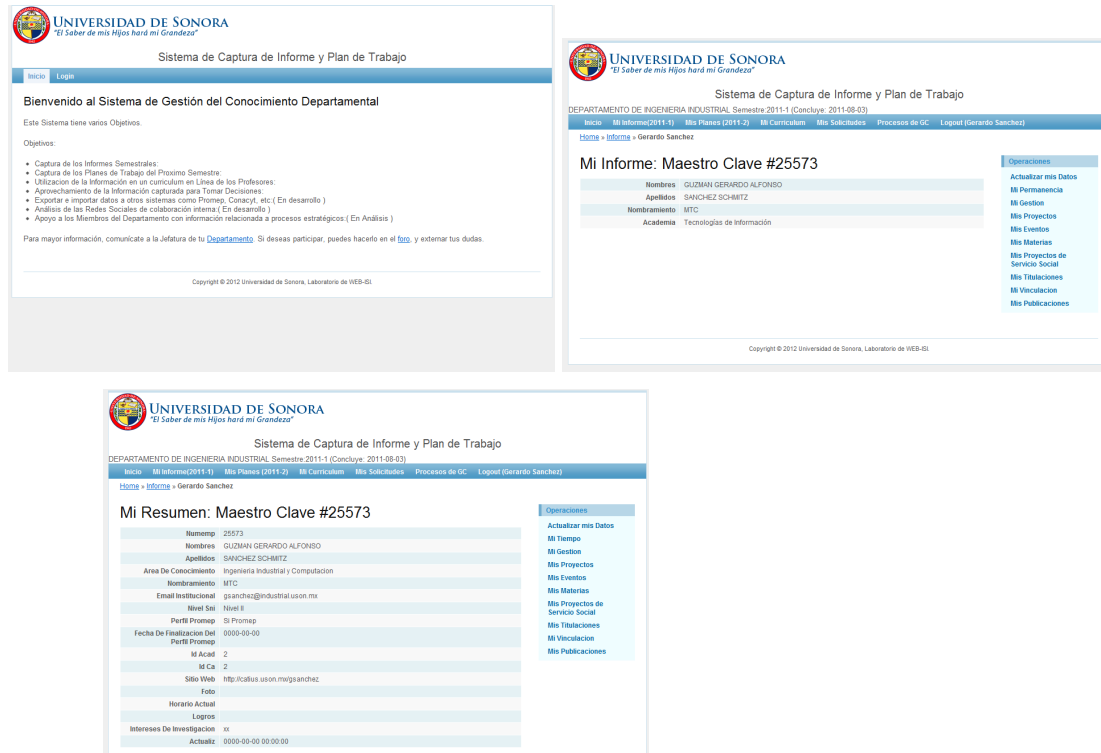 UNIVERSIDAD DE SONORA
"El Saber de mis Hijos hará mi Grandeza"
Sistema de Captura de Informe y Plan de Trabajo
Inicio Login
Bienvenido al Sistema de Gestión del Conocimiento Departamental
Este Sistema tiene varios Objetivos.
Objetivos:
Captura de los Informes Semestrales:
Captura de los Planes de Trabajo del Proximo Semestre:
Utilizacion de la Información en un curriculum en Línea de los Profesores:
Aprovechamiento de la Información capturada para Tomar Decisiones:
Exportar e importar datos a otros sistemas como Promep, Conacyt, etc:( En desarrollo )
Análisis de las Redes Sociales de colaboración interna:( En desarrollo )
Apoyo a los Miembros del Departamento con información relacionada a procesos estratégicos:( En Análisis )
Para mayor información, comunícate a la Jefatura de tu Departamento. Si deseas participar, puedes hacerlo en el foro, y externar tus dudas.
Copyright © 2012 Universidad de Sonora, Laboratorio de WEB-ISI.
UNIVERSIDAD DE SONORA
"El Saber de mis Hijos hará mi Grandeza"
Sistema de Captura de Informe y Plan de Trabajo
DEPARTAMENTO DE INGENIERIA INDUSTRIAL Semestre:2011-1 (Concluye: 2011-08-03)
Inicio Mi Informe(2011-1) Mis Planes (2011-2) Mi Curriculum Mis Solicitudes Procesos de GC Logout (Gerardo Sanchez)
Home » Informe » Gerardo Sanchez
Mi Informe: Maestro Clave #25573
Nombres GUZMAN GERARDO ALFONSO
Apellidos SANCHEZ SCHMITZ
Nombramiento MTC
Academia Tecnologías de Información
Operaciones
Actualizar mis Datos
Mi Permanencia
Mi Gestion
Mis Proyectos
Mis Eventos
Mis Materias
Mis Proyectos de
Servicio Social
Mis Titulaciones
Mi Vinculacion
Mis Publicaciones
Copyright © 2012 Universidad de Sonora, Laboratorio de WEB-ISI.
UNIVERSIDAD DE SONORA
"El Saber de mis Hijos hará mi Grandeza"
Sistema de Captura de Informe y Plan de Trabajo
DEPARTAMENTO DE INGENIERIA INDUSTRIAL Semestre:2011-1 (Concluye: 2011-08-03)
Inicio Mi Informe(2011-1) Mis Planes (2011-2) Mi Curriculum Mis Solicitudes Procesos de GC Logout (Gerardo Sanchez)
Home » Informe » Gerardo Sanchez
Mi Resumen: Maestro Clave #25573
Numemp 25573
Nombres GUZMAN GERARDO ALFONSO
Apellidos SANCHEZ SCHMITZ
Area De Conocimiento Ingenieria Industrial y Computacion
Nombramiento MTC
Email Institucional gsanchez@industrial.uson.mx
Nivel Sni Nivel II
Perfil Promep Si Promep
Fecha De Finalizacion Del
Perfil Promep 0000-00-00
Id Acad 2
Id Ca 2
Sitio Web http://catius.uson.mx/gsanchez
Foto
Horario Actual
Logros
Intereses De Investigacion xx
Actualiz 0000-00-00 00:00:00
Operaciones
Actualizar mis Datos
Mi Tiempo
Mi Gestion
Mis Proyectos
Mis Eventos
Mis Materias
Mis Proyectos de
Servicio Social
Mis Titulaciones
Mi Vinculacion
Mis Publicaciones